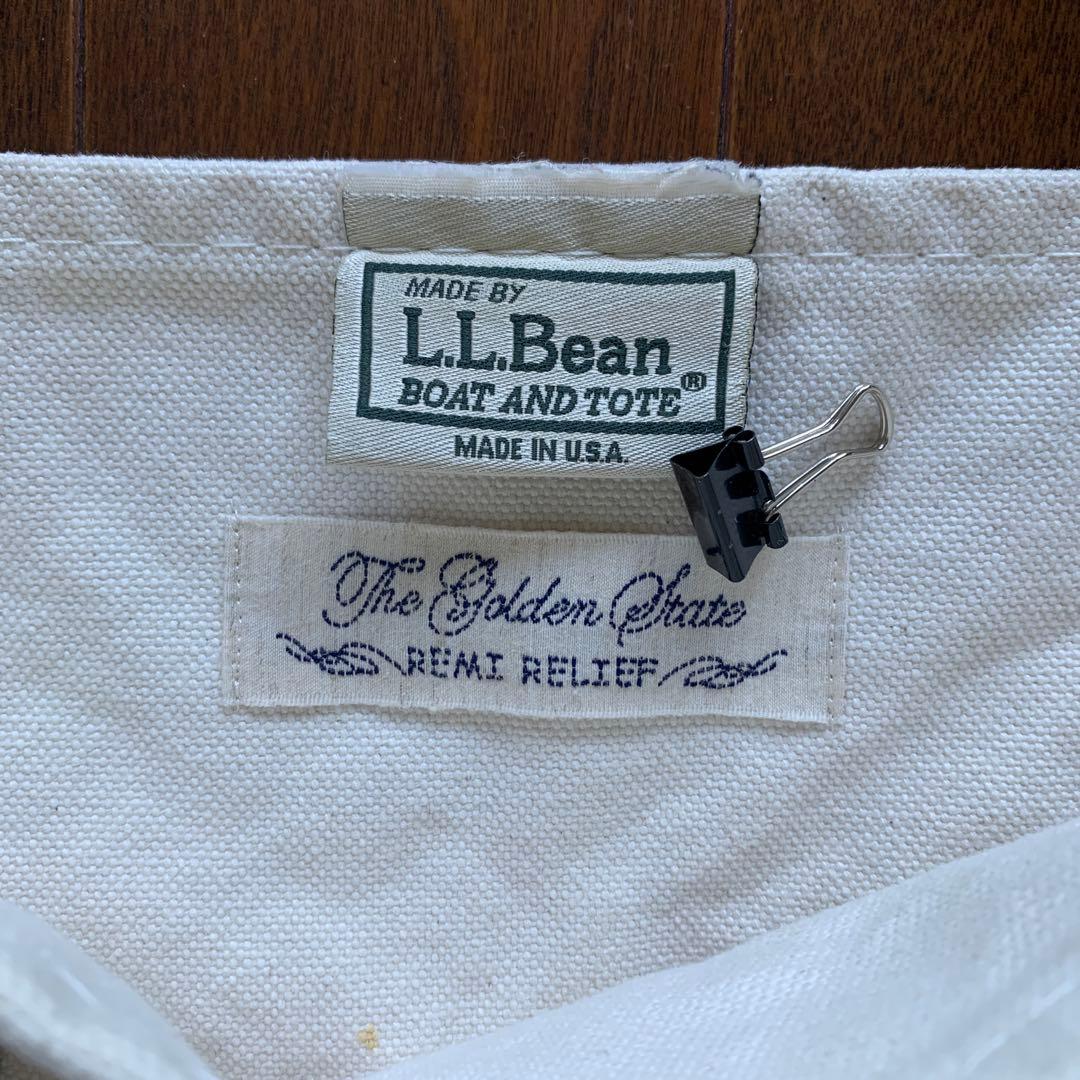 MADE BY
L.L.Bean
BOAT AND TOTE®
MADE IN U.S.A.
The Golden State
REMI RELIEF